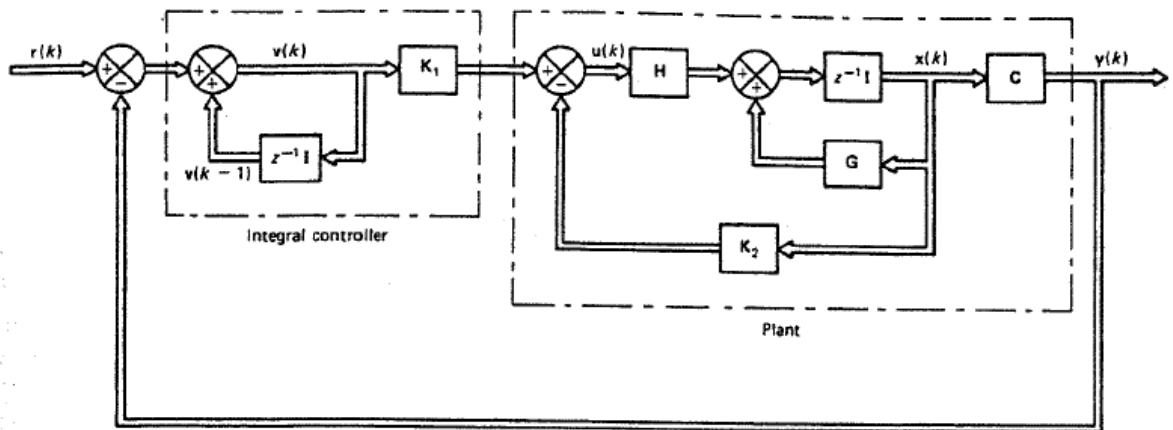 r(k)
+
−
+
+
v(k)
K₁
z⁻¹I
v(k − 1)
Integral controller
+
−
u(k)
H
+
+
z⁻¹I
x(k)
C
y(k)
G
K₂
Plant